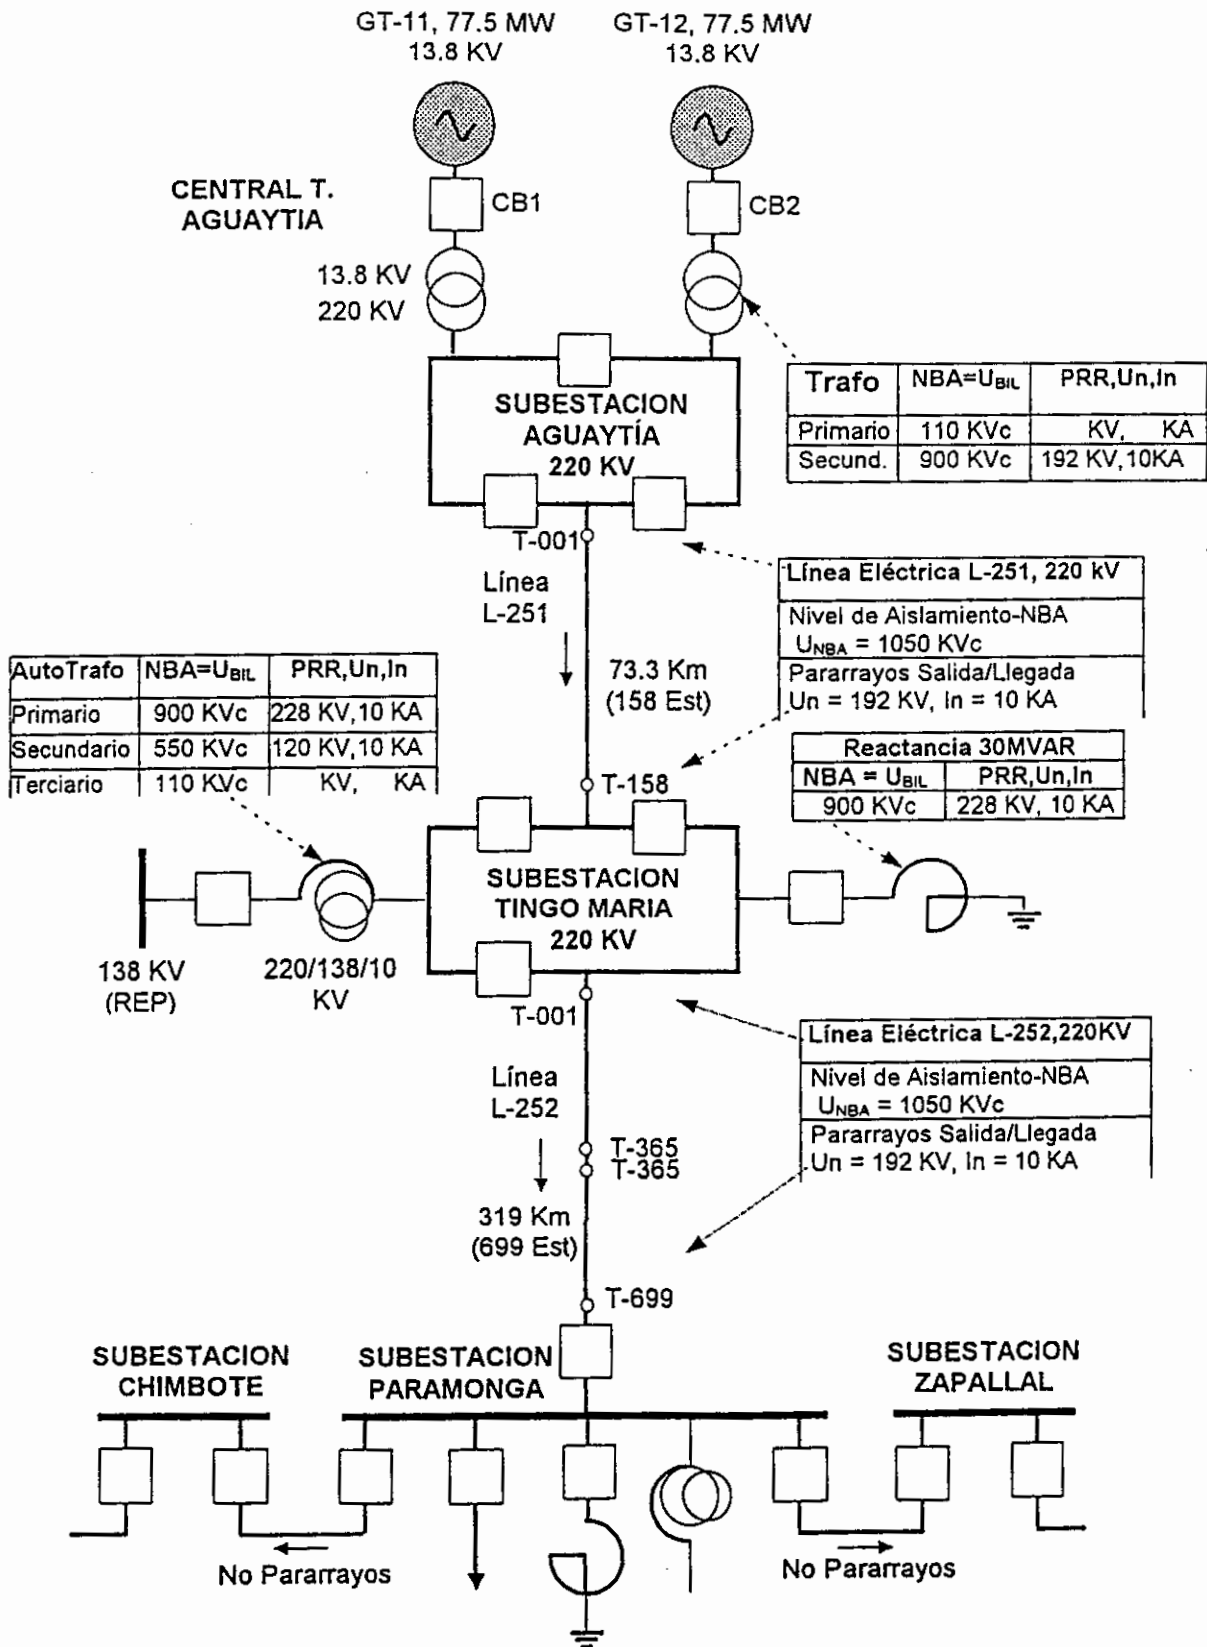 GT-11, 77.5 MW
13.8 KV
GT-12, 77.5 MW
13.8 KV
CENTRAL T.
AGUAYTIA
CB1
CB2
13.8 KV
220 KV
Trafo NBA=UBIL PRR,Un,In
Primario 110 KVc KV, KA
Secund. 900 KVc 192 KV,10KA
SUBESTACION
AGUAYTÍA
220 KV
T-001
Línea
L-251
73.3 Km
(158 Est)
Línea Eléctrica L-251, 220 kV
Nivel de Aislamiento-NBA
UNBA = 1050 KVc
Pararrayos Salida/Llegada
Un = 192 KV, In = 10 KA
AutoTrafo NBA=UBIL PRR,Un,In
Primario 900 KVc 228 KV,10 KA
Secundario 550 KVc 120 KV,10 KA
Terciario 110 KVc KV, KA
Reactancia 30MVAR
NBA = UBIL PRR,Un,In
900 KVc 228 KV, 10 KA
T-158
SUBESTACION
TINGO MARIA
220 KV
138 KV
(REP)
220/138/10
KV
T-001
Línea
L-252
Línea Eléctrica L-252,220KV
Nivel de Aislamiento-NBA
UNBA = 1050 KVc
Pararrayos Salida/Llegada
Un = 192 KV, In = 10 KA
T-365
T-365
319 Km
(699 Est)
T-699
SUBESTACION
CHIMBOTE
SUBESTACION
PARAMONGA
SUBESTACION
ZAPALLAL
No Pararrayos
No Pararrayos